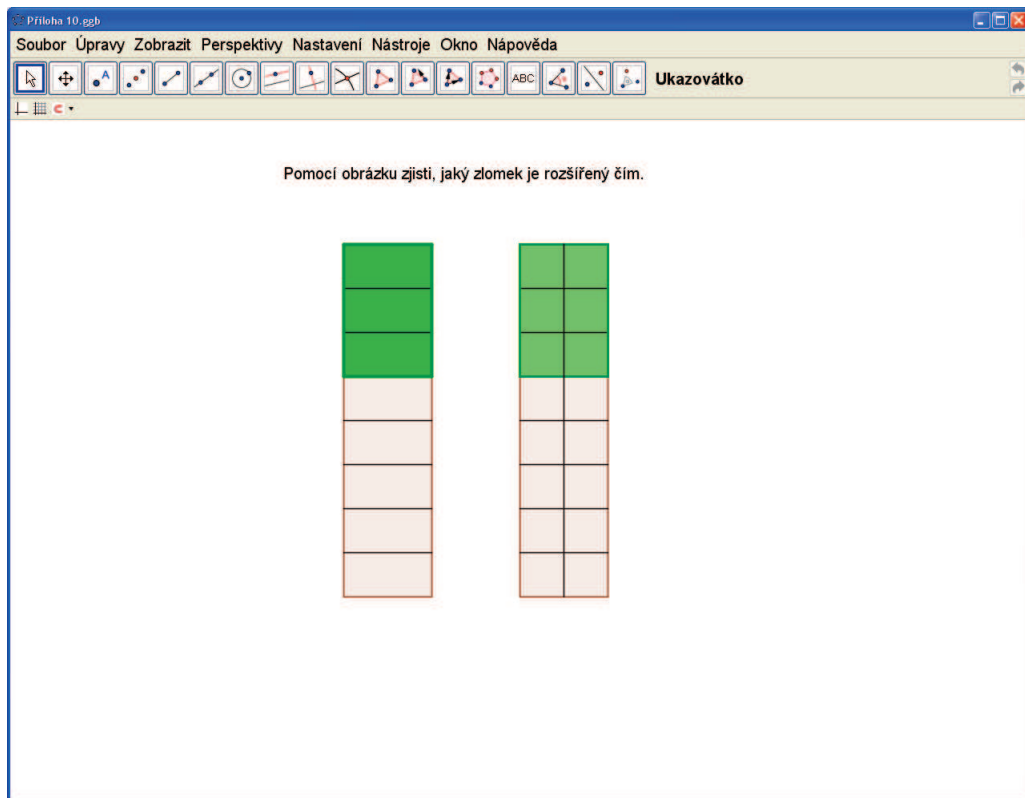 Příloha 10.ggb
Soubor Úpravy Zobrazit Perspektivy Nastavení Nástroje Okno Nápověda
A ABC Ukazovátko
Pomocí obrázku zjisti, jaký zlomek je rozšířený čím.